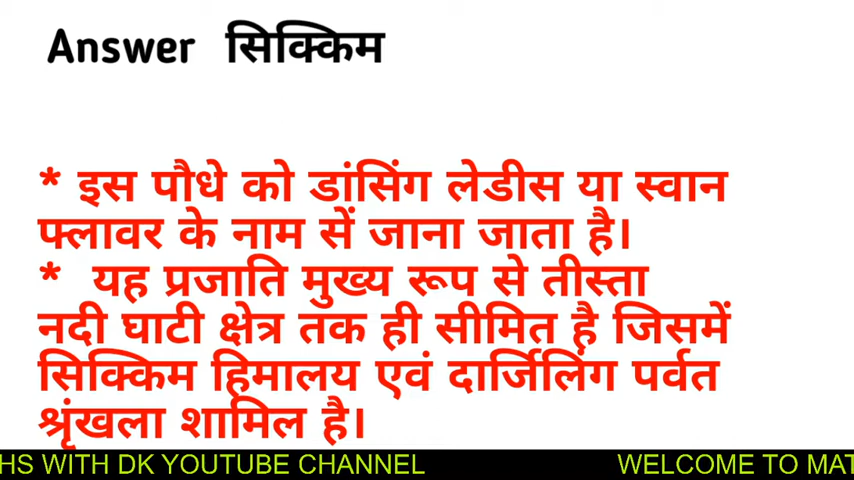 Answer सिक्किम
* इस पौधे को डांसिंग लेडीस या स्वान
फ्लावर के नाम सें जाना जाता है।
* यह प्रजाति मुख्य रूप से तीस्ता
नदी घाटी क्षेत्र तक ही सीमित है जिसमें
सिक्किम हिमालय एवं दार्जिलिंग पर्वत
श्रृंखला शामिल है।
HS WITH DK YOUTUBE CHANNEL WELCOME TO MAT